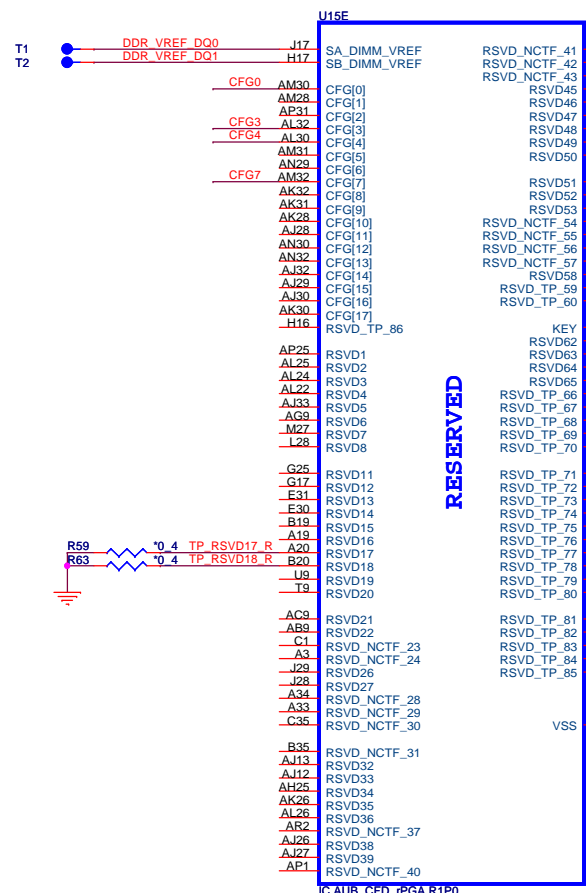 U15E
T1 DDR_VREF_DQ0 J17 SA_DIMM_VREF RSVD_NCTF_41
T2 DDR_VREF_DQ1 H17 SB_DIMM_VREF RSVD_NCTF_42
RSVD_NCTF_43
CFG0 AM30 CFG[0] RSVD45
AM28 CFG[1] RSVD46
AP31 CFG[2] RSVD47
CFG3 AL32 CFG[3] RSVD48
CFG4 AL30 CFG[4] RSVD49
AM31 CFG[5] RSVD50
AN29 CFG[6]
CFG7 AM32 CFG[7] RSVD51
AK32 CFG[8] RSVD52
AK31 CFG[9] RSVD53
AK28 CFG[10] RSVD_NCTF_54
AJ28 CFG[11] RSVD_NCTF_55
AN30 CFG[12] RSVD_NCTF_56
AN32 CFG[13] RSVD_NCTF_57
AJ32 CFG[14] RSVD58
AJ29 CFG[15] RSVD_TP_59
AJ30 CFG[16] RSVD_TP_60
AK30 CFG[17]
H16 RSVD_TP_86 KEY
RSVD62
AP25 RSVD1 RSVD63
AL25 RSVD2 RSVD64
AL24 RSVD3 RSVD65
AL22 RSVD4 RSVD_TP_66
AJ33 RSVD5 RSVD_TP_67
AG9 RSVD6 RSVD_TP_68
M27 RSVD7 RSVD_TP_69
L28 RSVD8 RSVD_TP_70
RESERVED
G25 RSVD11 RSVD_TP_71
G17 RSVD12 RSVD_TP_72
E31 RSVD13 RSVD_TP_73
E30 RSVD14 RSVD_TP_74
B19 RSVD15 RSVD_TP_75
A19 RSVD16 RSVD_TP_76
R59 *0_4 TP_RSVD17_R A20 RSVD17 RSVD_TP_77
R63 *0_4 TP_RSVD18_R B20 RSVD18 RSVD_TP_78
U9 RSVD19 RSVD_TP_79
T9 RSVD20 RSVD_TP_80
AC9 RSVD21 RSVD_TP_81
AB9 RSVD22 RSVD_TP_82
C1 RSVD_NCTF_23 RSVD_TP_83
A3 RSVD_NCTF_24 RSVD_TP_84
J29 RSVD26 RSVD_TP_85
J28 RSVD27
A34 RSVD_NCTF_28
A33 RSVD_NCTF_29
C35 RSVD_NCTF_30 VSS
B35 RSVD_NCTF_31
AJ13 RSVD32
AJ12 RSVD33
AH25 RSVD34
AK26 RSVD35
AL26 RSVD36
AR2 RSVD_NCTF_37
AJ26 RSVD38
AJ27 RSVD39
AP1 RSVD_NCTF_40
IC,AUB_CFD_rPGA,R1P0